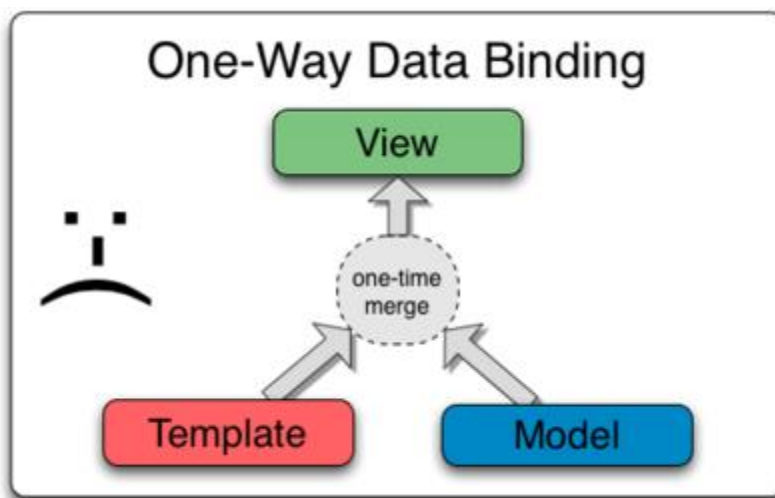 One-Way Data Binding
View
one-time
merge
Template
Model